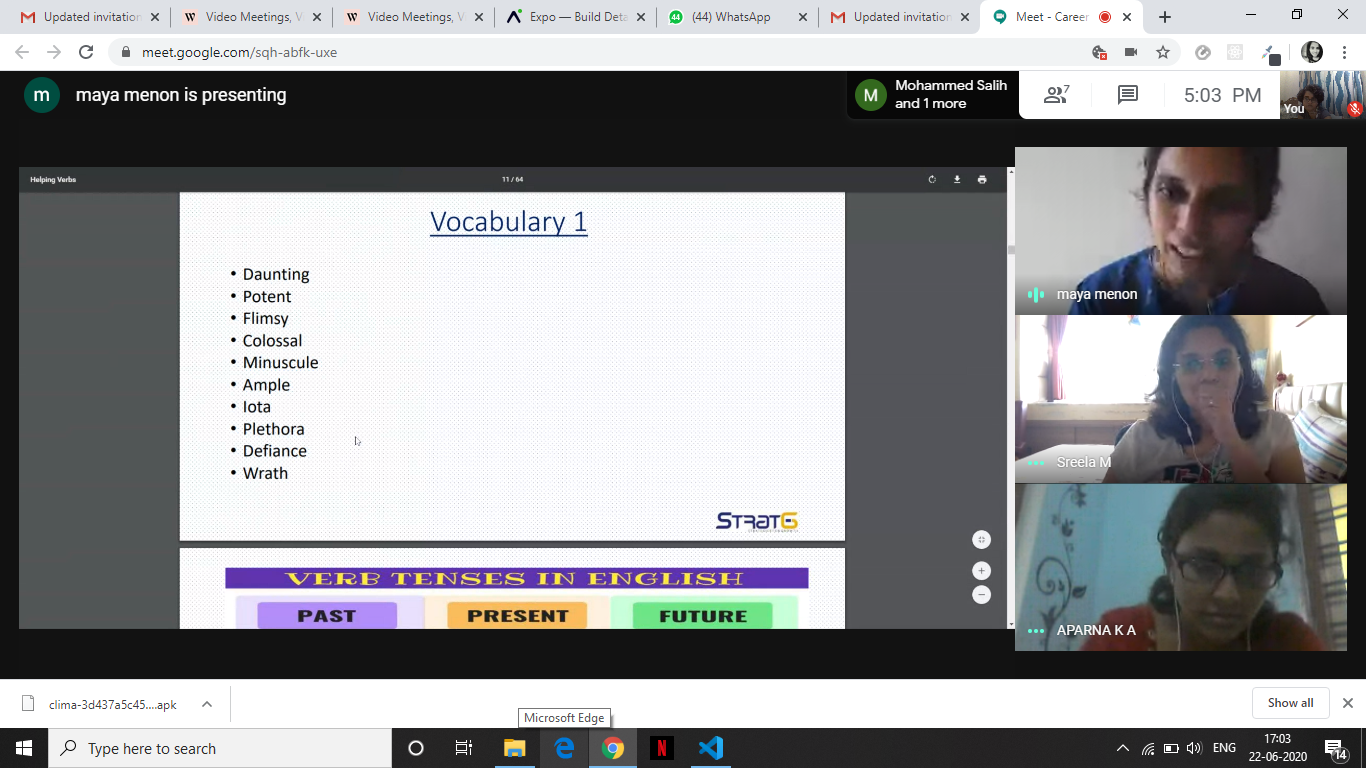 Updated invitation
Video Meetings, V
Video Meetings, V
Expo — Build Deta
(44) WhatsApp
Updated invitation
Meet - Career
meet.google.com/sqh-abfk-uxe
m
maya menon is presenting
M
Mohammed Salih
and 1 more
7
5:03 PM
You
Helping Verbs
11 / 64
Vocabulary 1
• Daunting
• Potent
• Flimsy
• Colossal
• Minuscule
• Ample
• Iota
• Plethora
• Defiance
• Wrath
STRATG
VERB TENSES IN ENGLISH
PAST
PRESENT
FUTURE
maya menon
Sreela M
APARNA K A
clima-3d437a5c45....apk
Show all
Microsoft Edge
Type here to search
N
ENG
17:03
22-06-2020
14